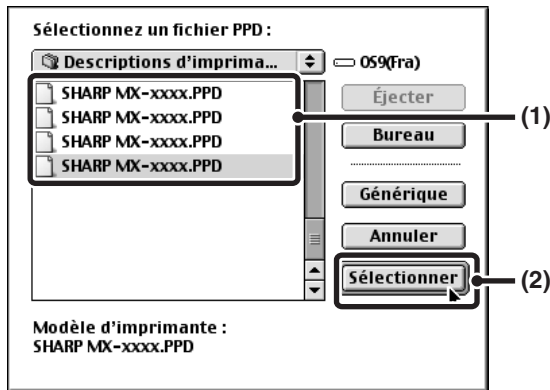 Sélectionnez un fichier PPD :
Descriptions d'imprima...
OS9(Fra)
SHARP MX-xxxx.PPD
SHARP MX-xxxx.PPD
SHARP MX-xxxx.PPD
SHARP MX-xxxx.PPD
(1)
Éjecter
Bureau
Générique
Annuler
Sélectionner
(2)
Modèle d'imprimante :
SHARP MX-xxxx.PPD